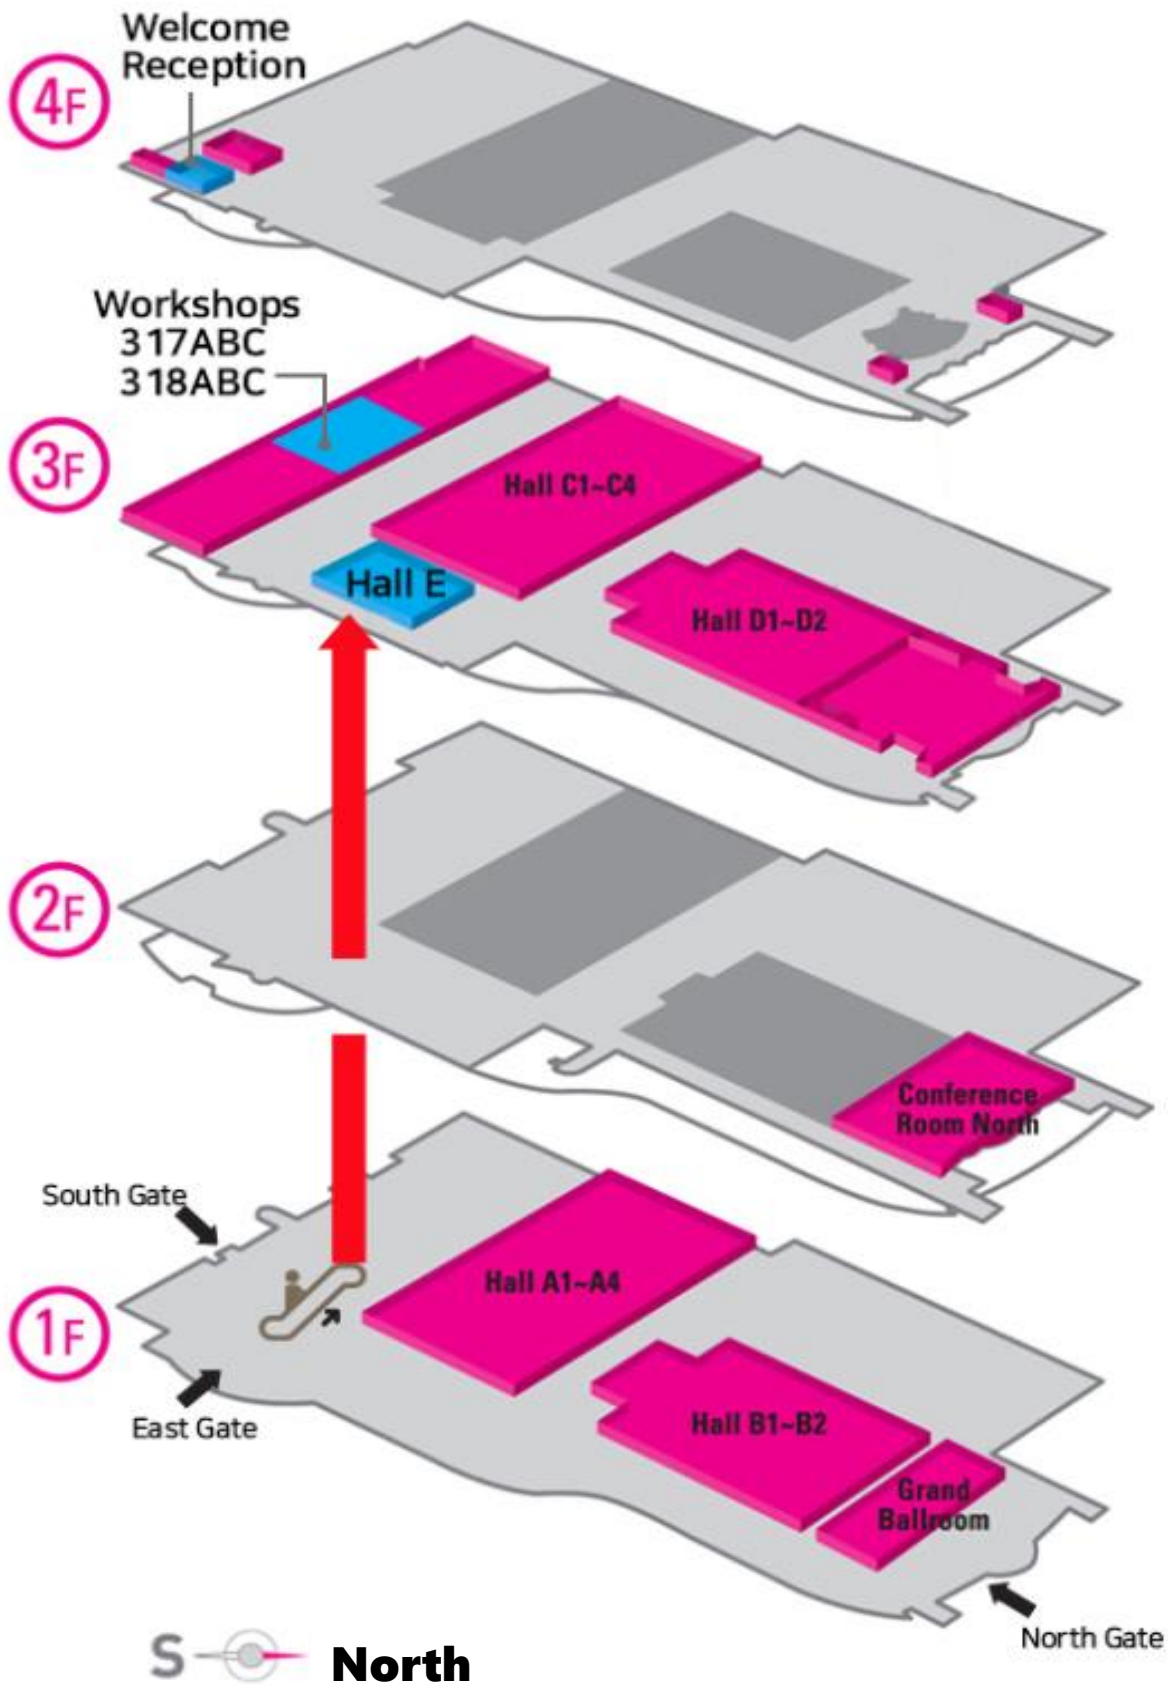 Welcome
Reception
4F
Workshops
317ABC
318ABC
3F
Hall C1~C4
Hall E
Hall D1~D2
2F
Conference
Room North
South Gate
Hall A1~A4
1F
East Gate
Hall B1~B2
Grand
Ballroom
North Gate
S
North